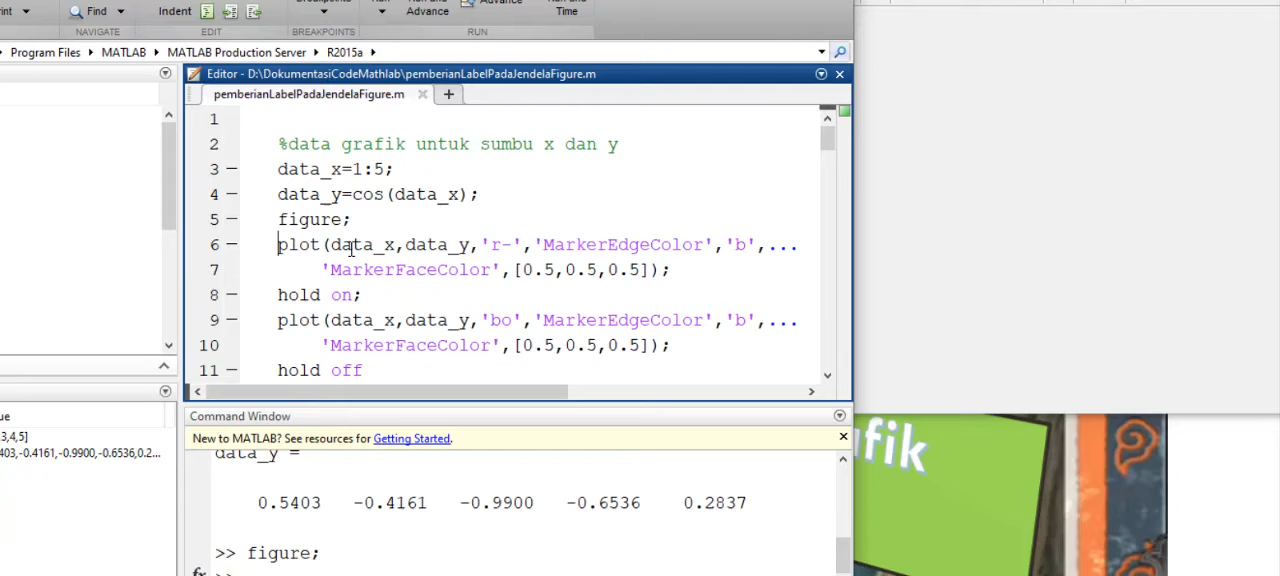 Find
Indent
Advance
Time
NAVIGATE
EDIT
BREAKPOINTS
RUN
Program Files
MATLAB
MATLAB Production Server
R2015a
Editor - D:\DokumentasiCodeMathlab\pemberianLabelPadaJendelaFigure.m
pemberianLabelPadaJendelaFigure.m
1
2 %data grafik untuk sumbu x dan y
3 data_x=1:5;
4 data_y=cos(data_x);
5 figure;
6 plot(data_x,data_y,'r-','MarkerEdgeColor','b',...
7 'MarkerFaceColor',[0.5,0.5,0.5]);
8 hold on;
9 plot(data_x,data_y,'bo','MarkerEdgeColor','b',...
10 'MarkerFaceColor',[0.5,0.5,0.5]);
11 hold off
Command Window
New to MATLAB? See resources for Getting Started.
data_y =
0.5403 -0.4161 -0.9900 -0.6536 0.2837
>> figure;
fx >>
3,4,5]
403,-0.4161,-0.9900,-0.6536,0.2...